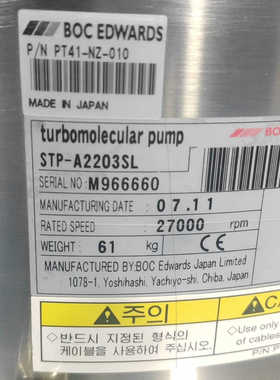 BOC EDWARDS
P/N PT41-NZ-010
MADE IN JAPAN
turbomolecular pump
BOC
STP-A2203SL
SERIAL NO: M966660
MANUFACTURING DATE: 07.11
RATED SPEED: 27000 rpm
WEIGHT: 61 kg CE
MANUFACTURED BY:BOC Edwards Japan Limited
1078-1, Yoshihashi, Yachiyo-shi, Chiba, Japan
주의
반드시 지정된 형식의
케이블을 사용하여 주십시오.
CA
Use only
of cables
P/N P